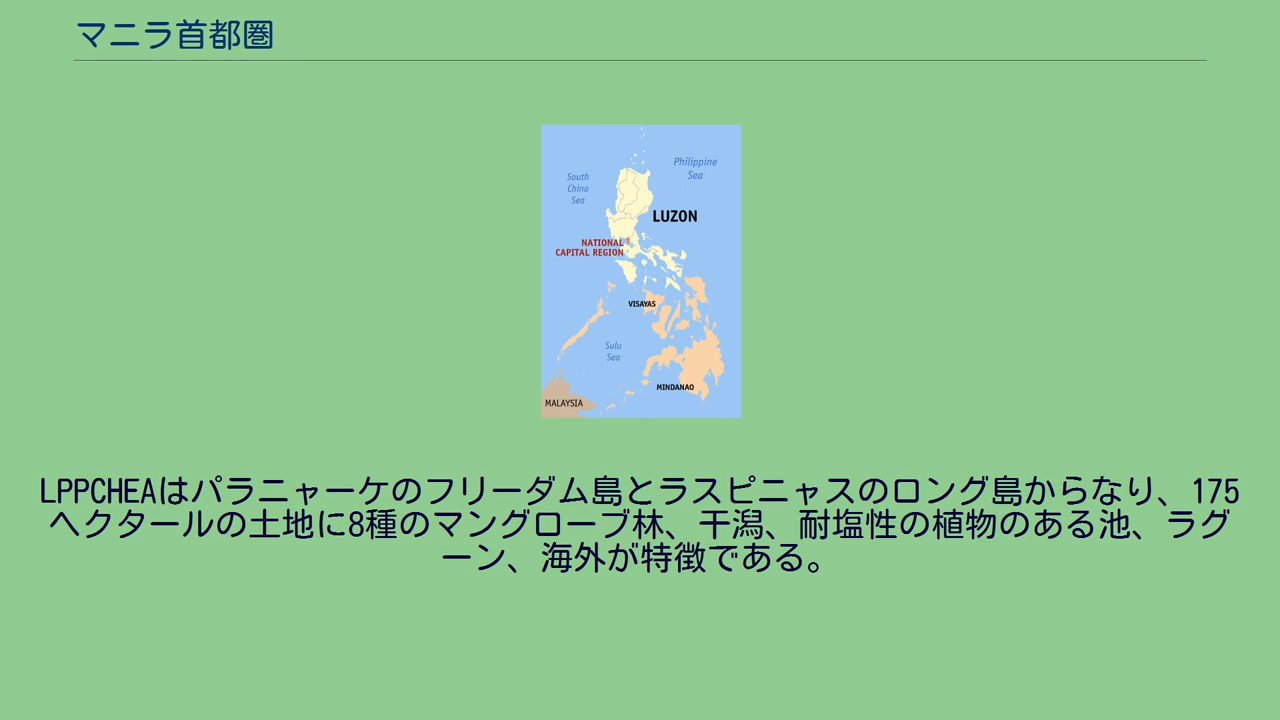 マニラ首都圏
Philippine
Sea
South
China
Sea
LUZON
NATIONAL
CAPITAL REGION
VISAYAS
Sulu
Sea
MINDANAO
MALAYSIA
LPPCHEAはパラニャーケのフリーダム島とラスピニャスのロング島からなり、175
ヘクタールの土地に8種のマングローブ林、干潟、耐塩性の植物のある池、ラグ
ーン、海外が特徴である。